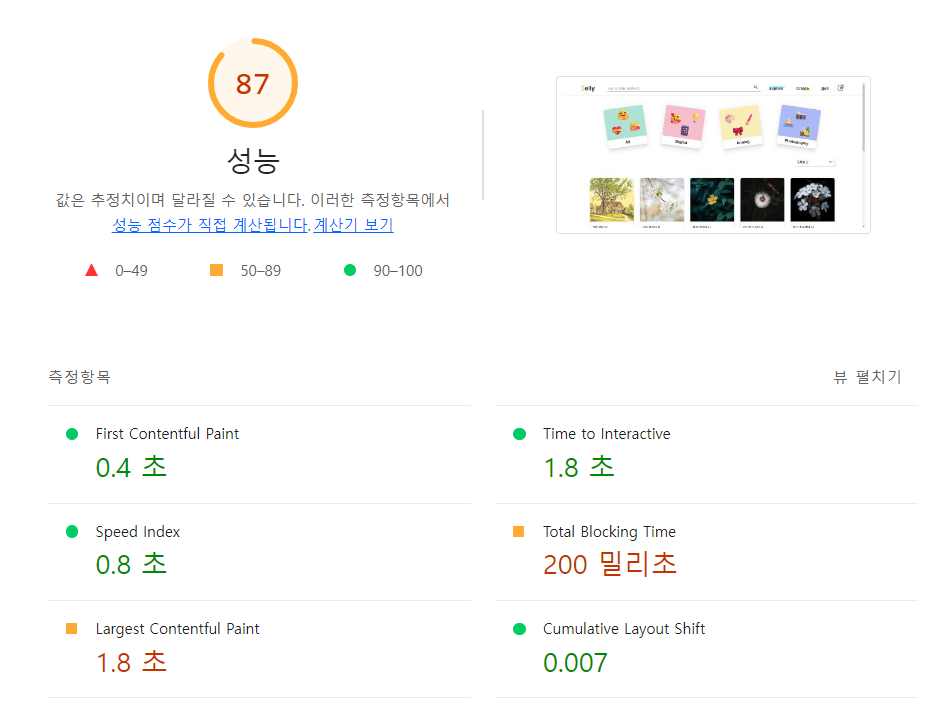 87
성능
값은 추정치이며 달라질 수 있습니다. 이러한 측정항목에서
성능 점수가 직접 계산됩니다. 계산기 보기
0–49 50–89 90–100
Selly
Explore Create Sell
Art Digital Drawing Photography
측정항목 뷰 펼치기
First Contentful Paint
0.4 초
Time to Interactive
1.8 초
Speed Index
0.8 초
Total Blocking Time
200 밀리초
Largest Contentful Paint
1.8 초
Cumulative Layout Shift
0.007